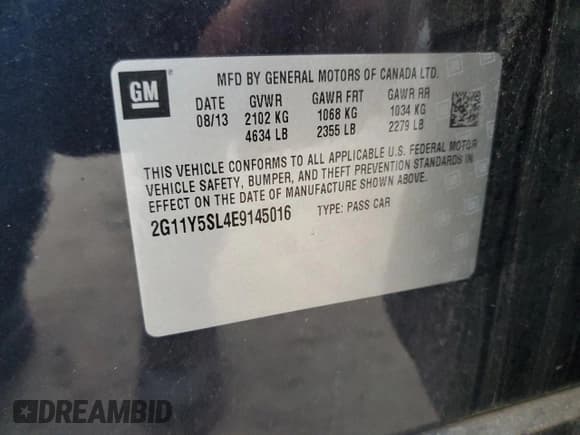 GM ®
MFD BY GENERAL MOTORS OF CANADA LTD.
DATE GVWR GAWR FRT GAWR RR
08/13 2102 KG 1068 KG 1034 KG
4634 LB 2355 LB 2279 LB
THIS VEHICLE CONFORMS TO ALL APPLICABLE U.S. FEDERAL MOTOR
VEHICLE SAFETY, BUMPER, AND THEFT PREVENTION STANDARDS IN
EFFECT ON THE DATE OF MANUFACTURE SHOWN ABOVE.
2G11Y5SL4E9145016 TYPE: PASS CAR
DREAMBID